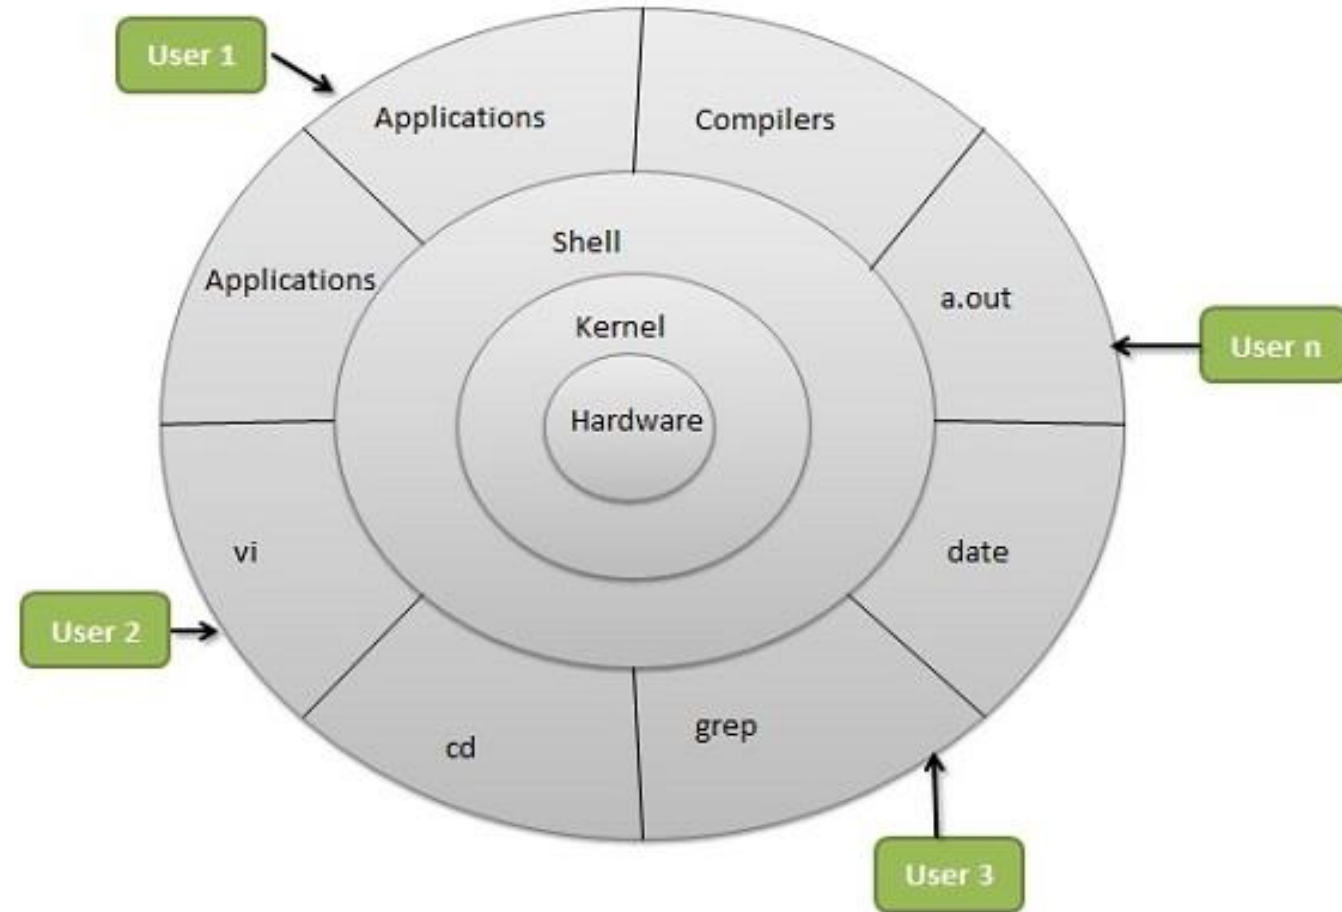 User 1
Applications
Compilers
Shell
Applications
a.out
Kernel
User n
Hardware
vi
date
User 2
grep
cd
User 3